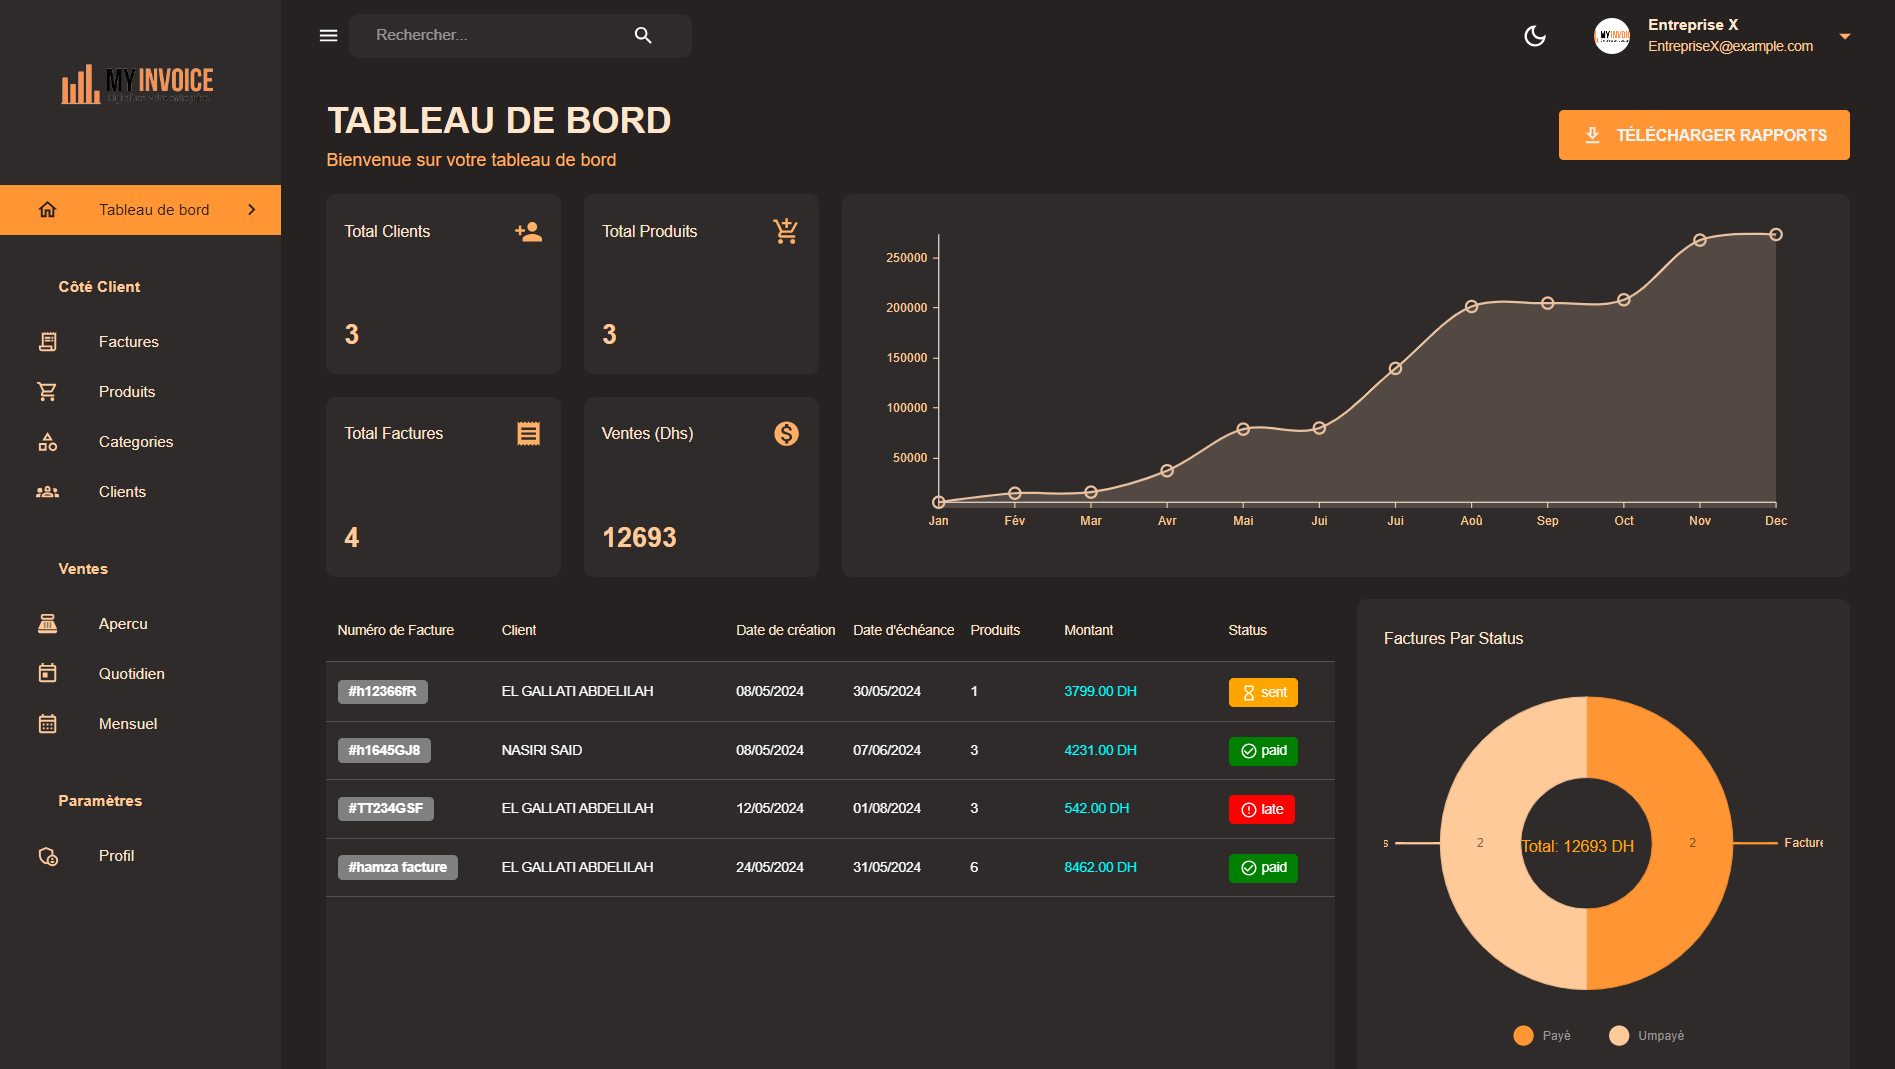 MY INVOICE
Rechercher...
MY INVOI
Entreprise X
EntrepriseX@example.com
Tableau de bord
Côté Client
Factures
Produits
Categories
Clients
Ventes
Apercu
Quotidien
Mensuel
Paramètres
Profil
TABLEAU DE BORD
Bienvenue sur votre tableau de bord
TÉLÉCHARGER RAPPORTS
Total Clients
3
Total Produits
3
Total Factures
4
Ventes (Dhs)
12693
250000
200000
150000
100000
50000
Jan Fév Mar Avr Mai Jui Jui Aoû Sep Oct Nov Dec
Numéro de Facture Client Date de création Date d'échéance Produits Montant Status
#h12366fR EL GALLATI ABDELILAH 08/05/2024 30/05/2024 1 3799.00 DH sent
#h1645GJ8 NASIRI SAID 08/05/2024 07/06/2024 3 4231.00 DH paid
#TT234GSF EL GALLATI ABDELILAH 12/05/2024 01/08/2024 3 542.00 DH late
#hamza facture EL GALLATI ABDELILAH 24/05/2024 31/05/2024 6 8462.00 DH paid
Factures Par Status
s 2 Total: 12693 DH 2 Facture
Payé Umpayé